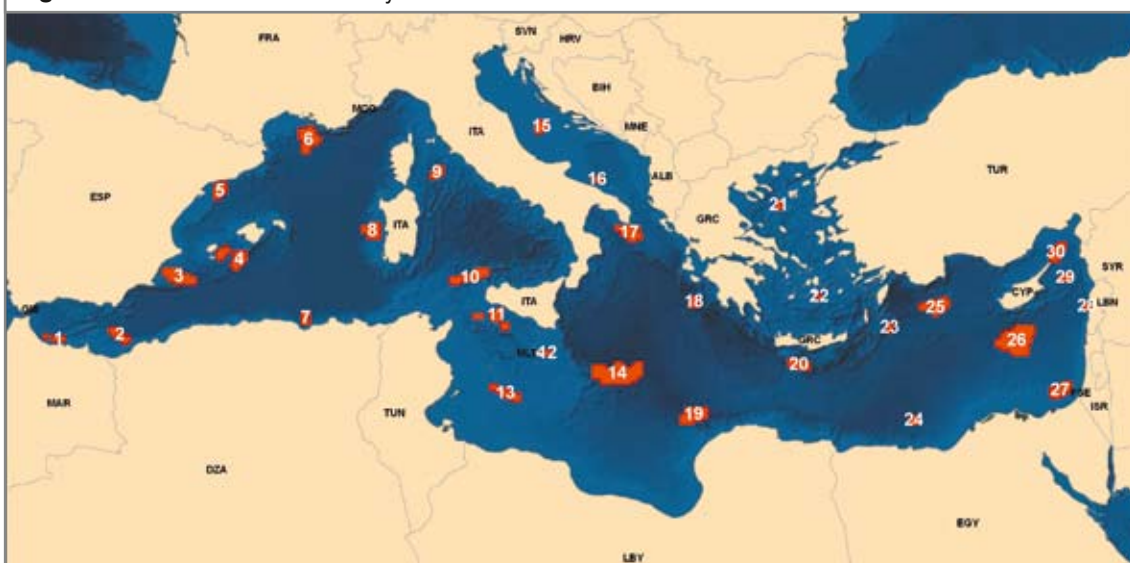 FRA
SVN
HRV
BIH
MCO
ITA
MNE
15
6
9
16
ALB
TUR
ESP
5
GRC
21
8
ITA
17
4
3
10
30
SYR
29
CYP
ITA
18
22
25
LBN
1
2
7
11
23
26
GRC
12
20
14
13
27
ISR
MAR
TUN
19
24
DZA
EGY
LBY